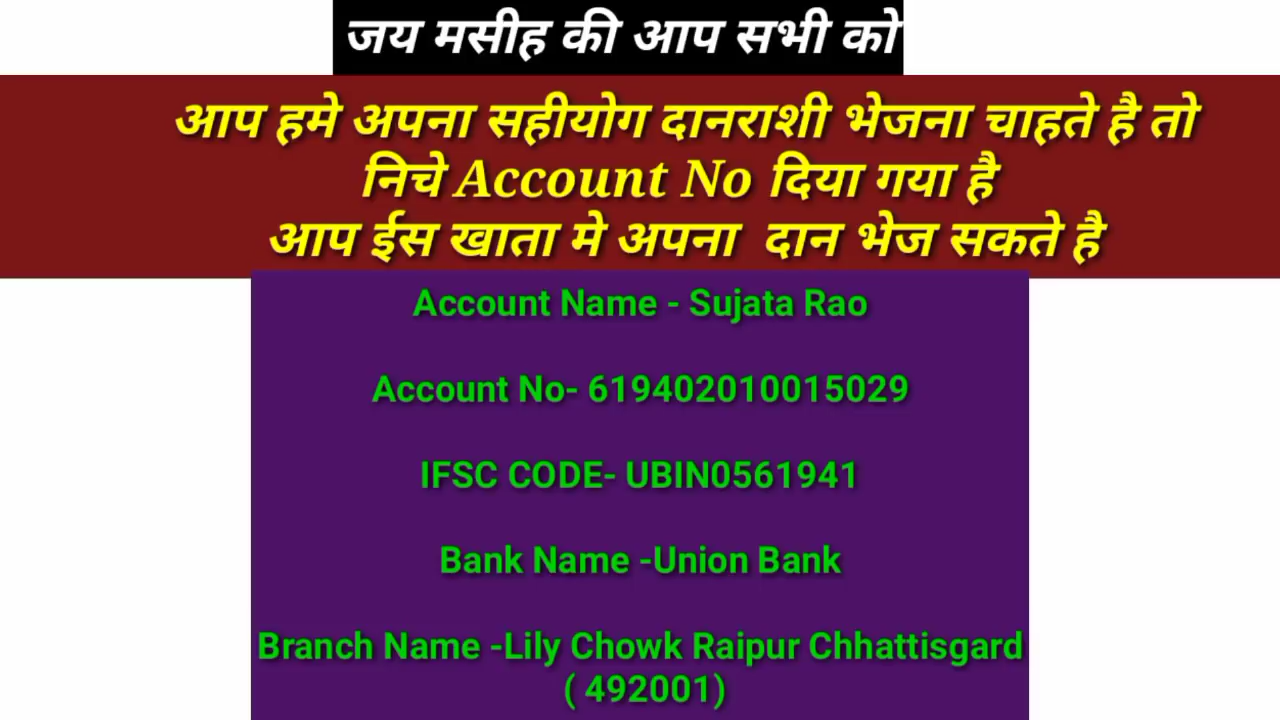 जय मसीह की आप सभी को
आप हमे अपना सहीयोग दानराशी भेजना चाहते है तो
निचे Account No दिया गया है
आप ईस खाता मे अपना दान भेज सकते है
Account Name - Sujata Rao
Account No- 619402010015029
IFSC CODE- UBIN0561941
Bank Name -Union Bank
Branch Name -Lily Chowk Raipur Chhattisgard
( 492001)